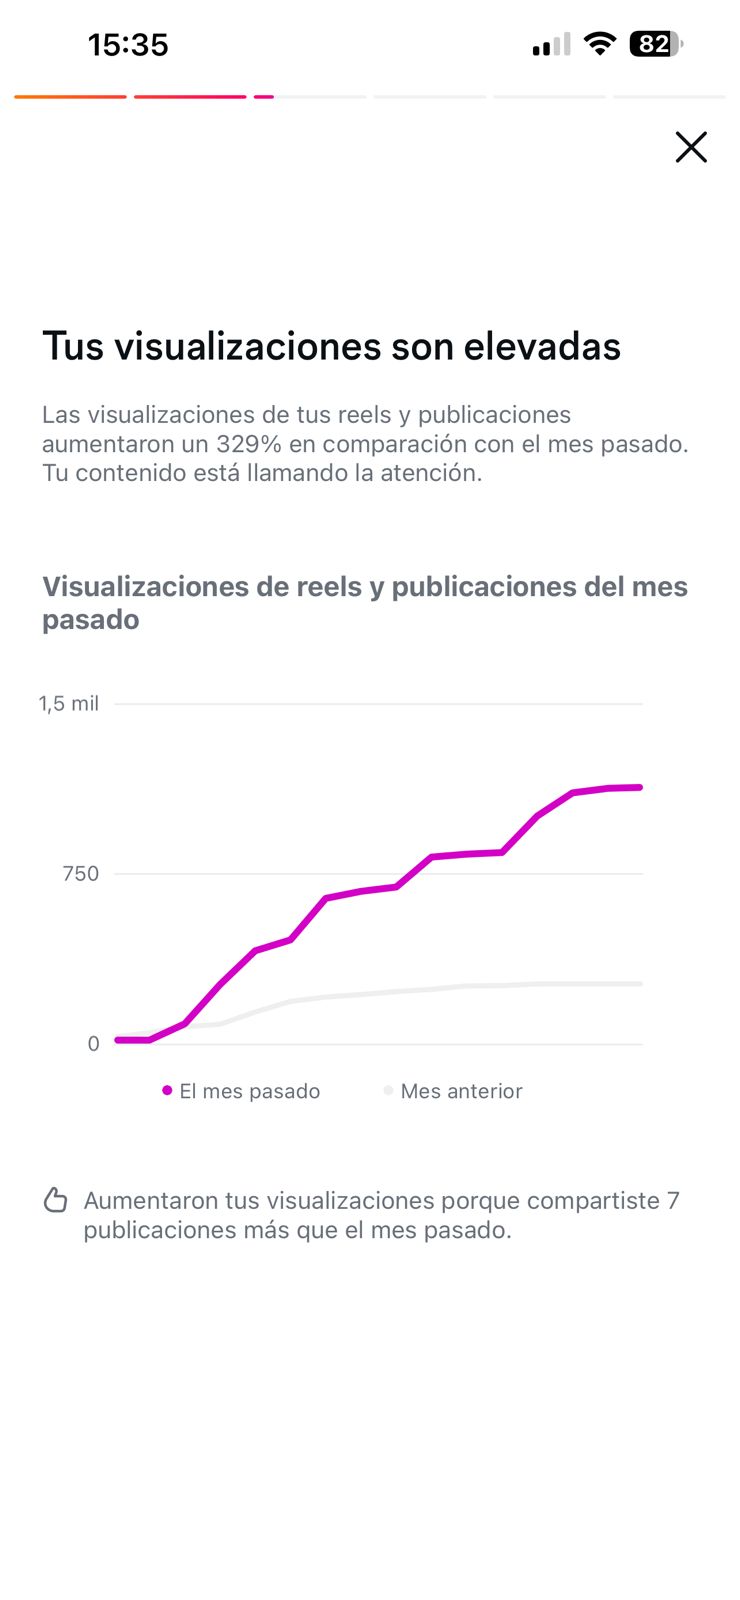 15:35
82
Tus visualizaciones son elevadas
Las visualizaciones de tus reels y publicaciones
aumentaron un 329% en comparación con el mes pasado.
Tu contenido está llamando la atención.
Visualizaciones de reels y publicaciones del mes
pasado
1,5 mil
750
0
El mes pasado
Mes anterior
Aumentaron tus visualizaciones porque compartiste 7
publicaciones más que el mes pasado.